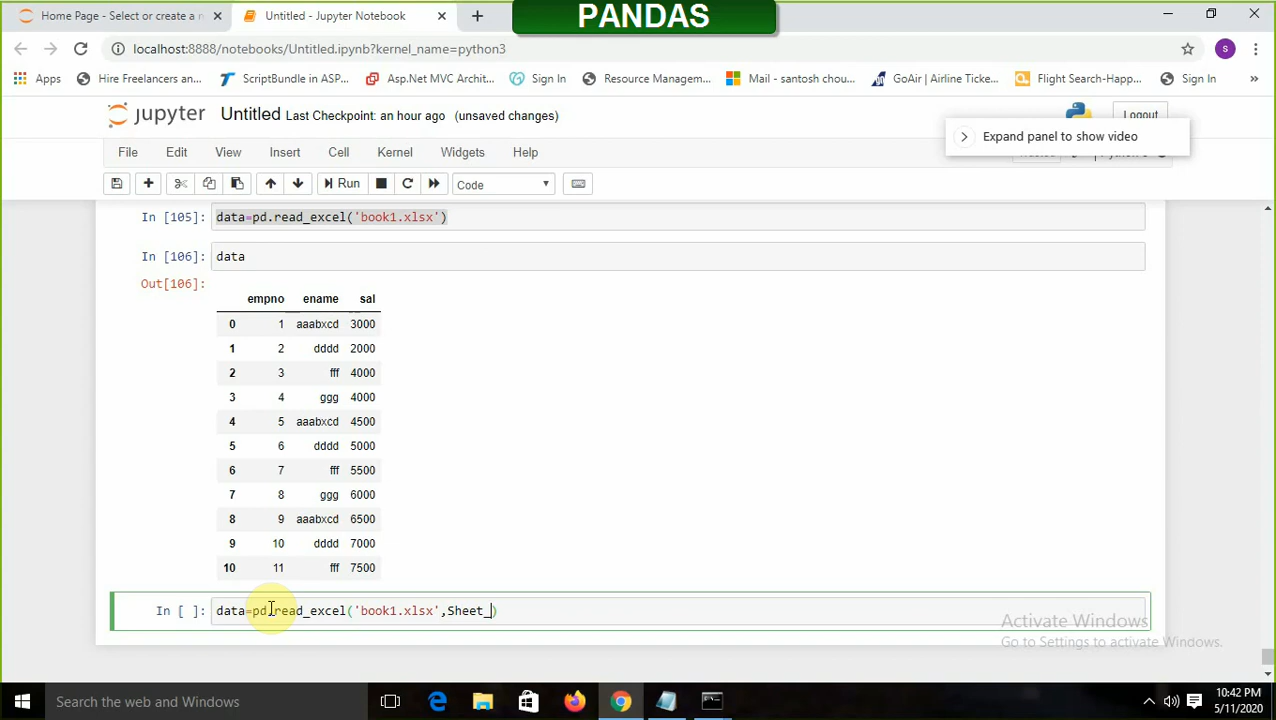 PANDAS
Home Page - Select or create a n
Untitled - Jupyter Notebook
localhost:8888/notebooks/Untitled.ipynb?kernel_name=python3
s
Apps
Hire Freelancers an...
ScriptBundle in ASP...
Asp.Net MVC Archit...
Sign In
Resource Managem...
Mail - santosh chou...
GoAir | Airline Ticke...
Flight Search-Happ...
Sign In
»
jupyter Untitled Last Checkpoint: an hour ago (unsaved changes)
Logout
Expand panel to show video
File Edit View Insert Cell Kernel Widgets Help
Run Code
In [105]: data=pd.read_excel('book1.xlsx')
In [106]: data
Out[106]:
empno ename sal
0 1 aaabxcd 3000
1 2 dddd 2000
2 3 fff 4000
3 4 ggg 4000
4 5 aaabxcd 4500
5 6 dddd 5000
6 7 fff 5500
7 8 ggg 6000
8 9 aaabxcd 6500
9 10 dddd 7000
10 11 fff 7500
In [ ]: data=pd.read_excel('book1.xlsx',Sheet_)
Activate Windows
Go to Settings to activate Windows.
Search the web and Windows
10:42 PM
5/11/2020